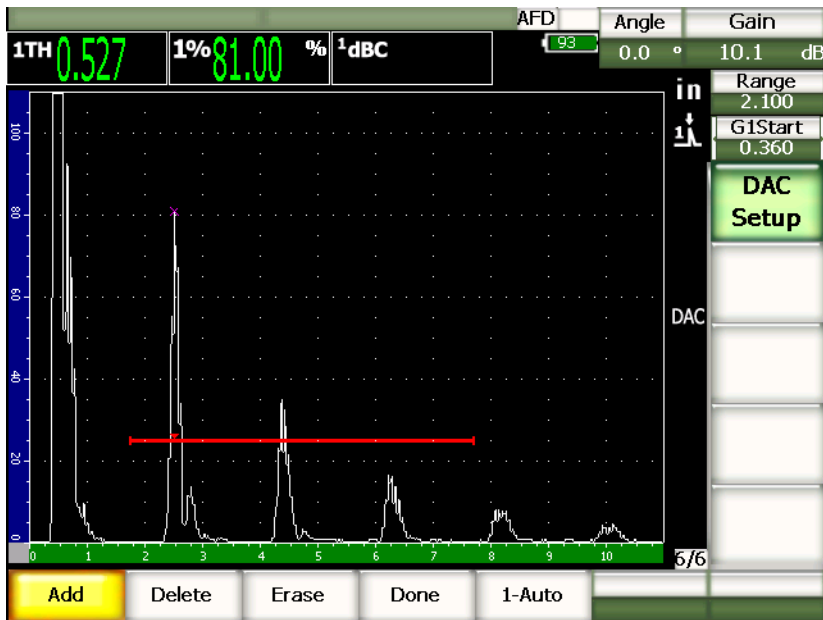 AFD
Angle
Gain
1TH 0.527
1% 81.00 %
1dBC
93
0.0 °
10.1 dB
in
Range
2.100
1
G1Start
0.360
DAC
Setup
100
80
60
40
20
0
DAC
0 1 2 3 4 5 6 7 8 9 10
6/6
Add Delete Erase Done 1-Auto